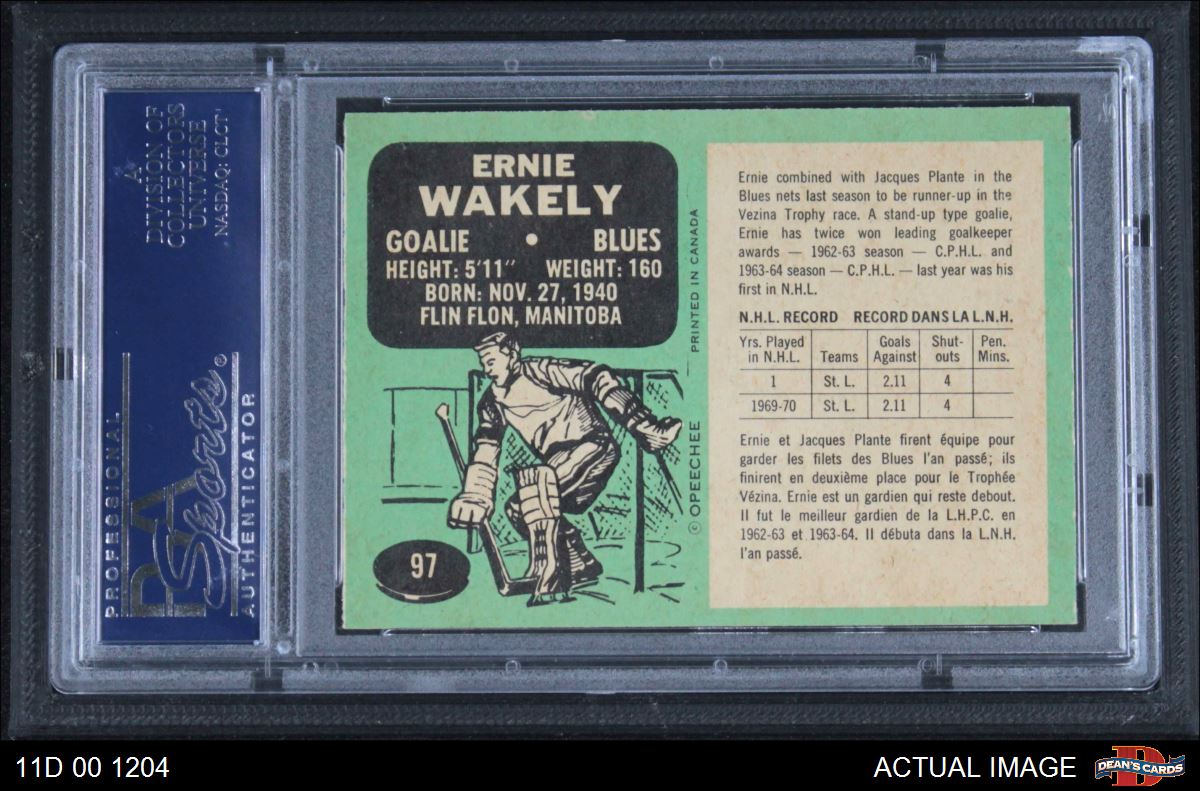 A
DIVISION OF
COLLECTORS
UNIVERSE
NASDAQ: CLCT
PROFESSIONAL
PSA
Sports®
AUTHENTICATOR
ERNIE
WAKELY
GOALIE • BLUES
HEIGHT: 5'11" WEIGHT: 160
BORN: NOV. 27, 1940
FLIN FLON, MANITOBA
97
PRINTED IN CANADA
© OPEECHEE
Ernie combined with Jacques Plante in the
Blues nets last season to be runner-up in the
Vezina Trophy race. A stand-up type goalie,
Ernie has twice won leading goalkeeper
awards — 1962-63 season — C.P.H.L. and
1963-64 season — C.P.H.L. — last year was his
first in N.H.L.
N.H.L. RECORD RECORD DANS LA L.N.H.
Yrs. Played in N.H.L. Teams Goals Against Shut-outs Pen. Mins.
1 St. L. 2.11 4
1969-70 St. L. 2.11 4
Ernie et Jacques Plante firent équipe pour
garder les filets des Blues l'an passé; ils
finirent en deuxième place pour le Trophée
Vézina. Ernie est un gardien qui reste debout.
Il fut le meilleur gardien de la L.H.P.C. en
1962-63 et 1963-64. Il débuta dans la L.N.H.
l'an passé.
11D 00 1204
ACTUAL IMAGE
DEAN'S CARDS